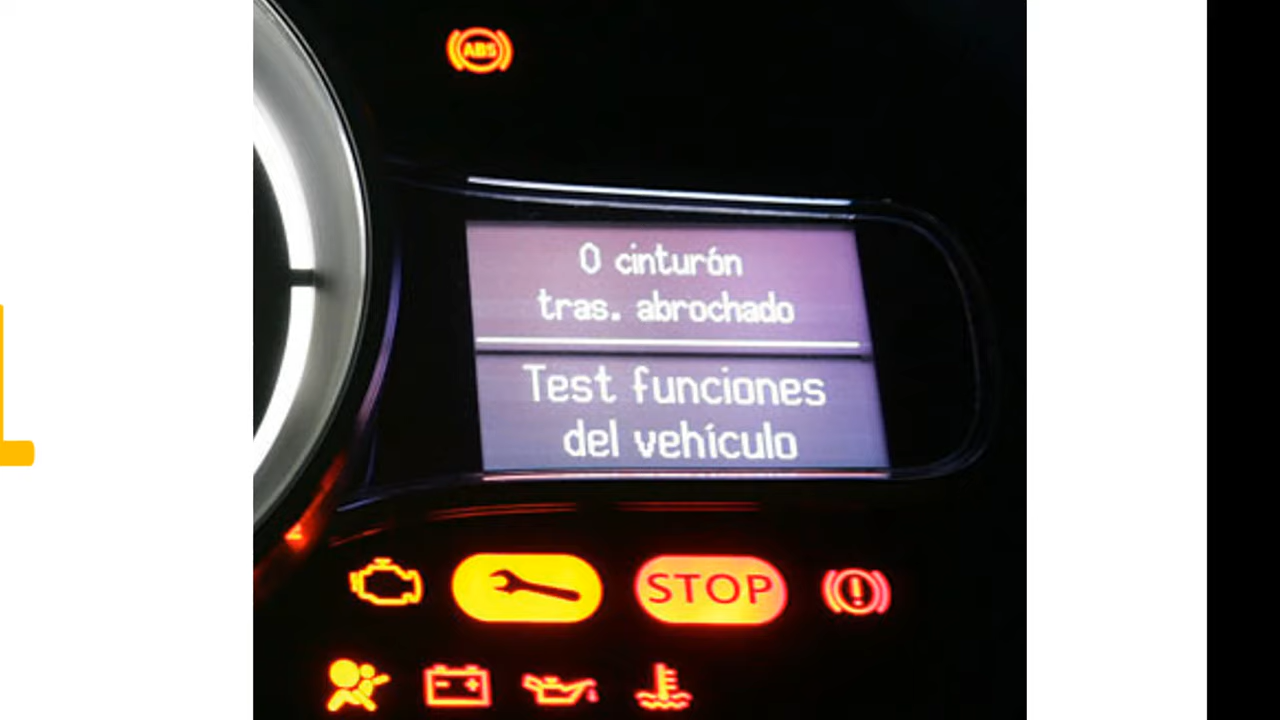 ABS
0 cinturón
tras. abrochado
Test funciones
del vehículo
STOP